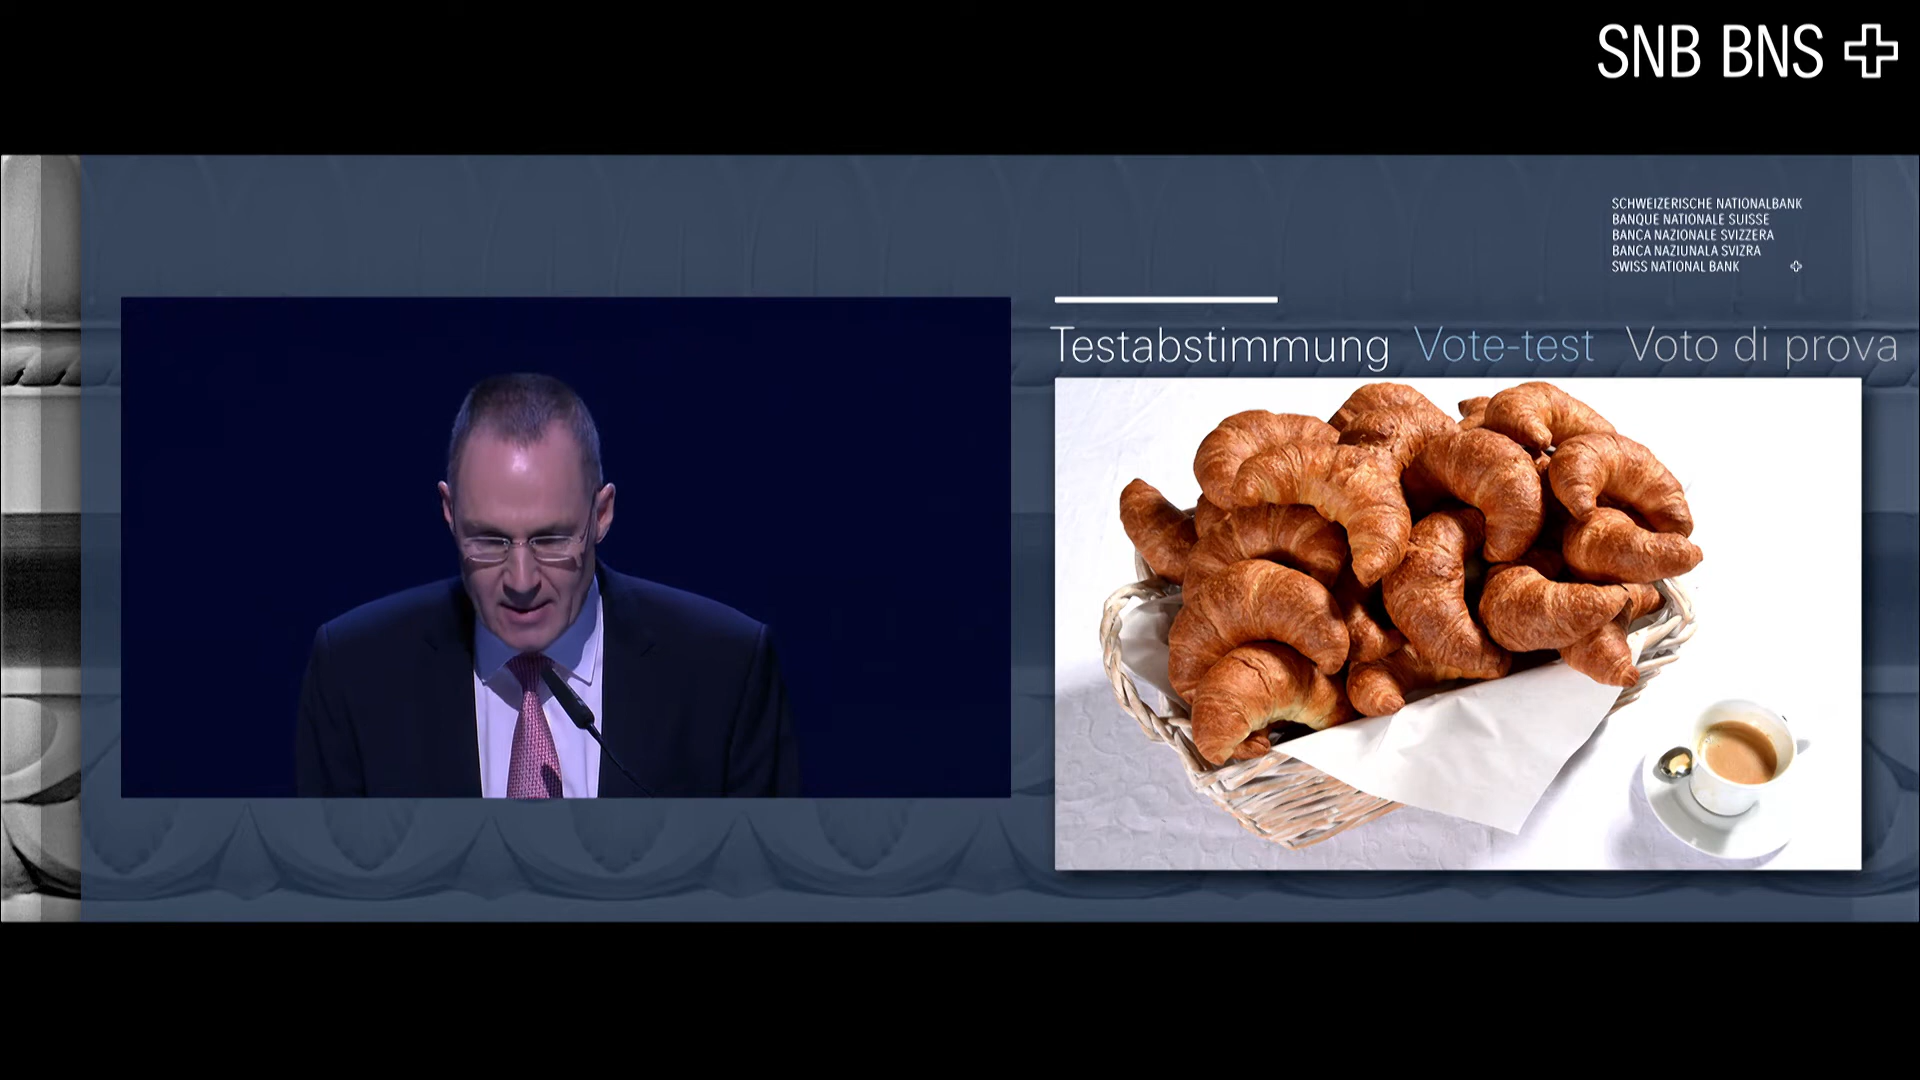 SNB BNS
SCHWEIZERISCHE NATIONALBANK
BANQUE NATIONALE SUISSE
BANCA NAZIONALE SVIZZERA
BANCA NAZIUNALA SVIZRA
SWISS NATIONAL BANK
Testabstimmung Vote-test Voto di prova